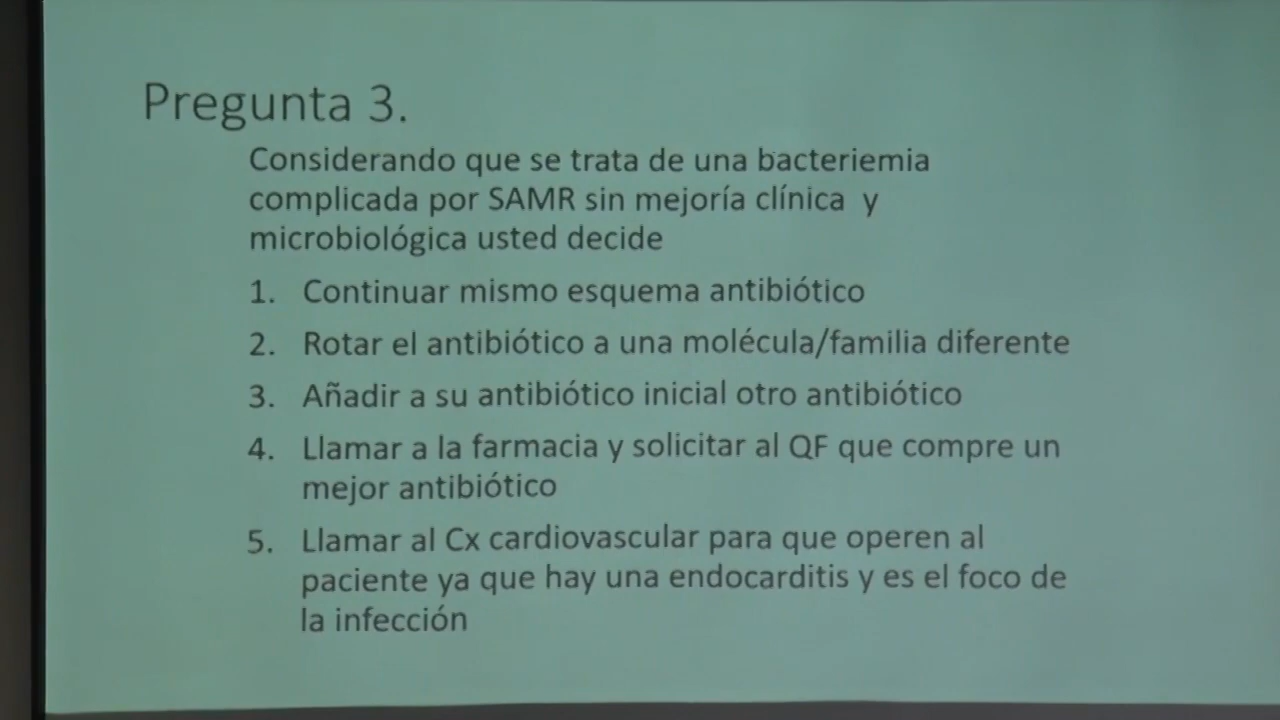 Pregunta 3.
Considerando que se trata de una bacteriemia
complicada por SAMR sin mejoría clínica y
microbiológica usted decide
1. Continuar mismo esquema antibiótico
2. Rotar el antibiótico a una molécula/familia diferente
3. Añadir a su antibiótico inicial otro antibiótico
4. Llamar a la farmacia y solicitar al QF que compre un
mejor antibiótico
5. Llamar al Cx cardiovascular para que operen al
paciente ya que hay una endocarditis y es el foco de
la infección